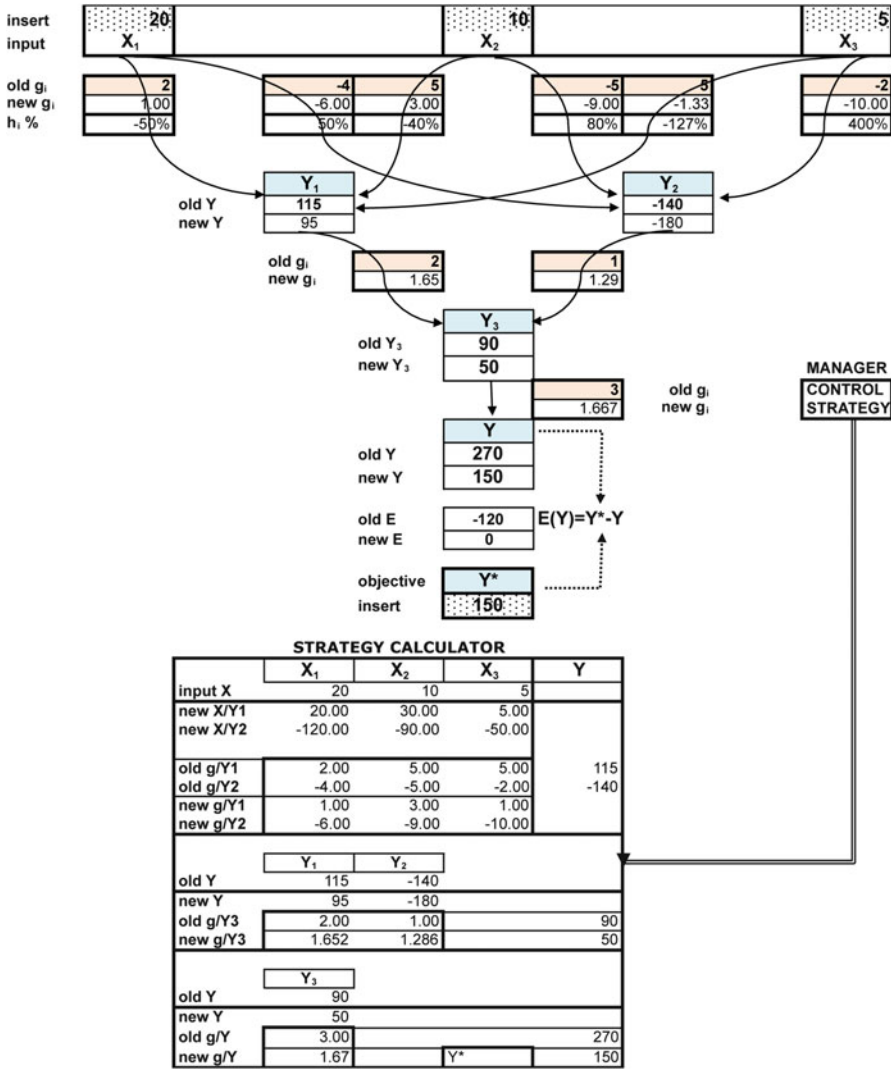 insert 20 10 5
input X₁ X₂ X₃
old gᵢ 2 -4 5 -5 5 -2
new gᵢ 1.00 -6.00 3.00 -9.00 -1.33 -10.00
hᵢ % -50% 50% -40% 80% -127% 400%
Y₁ Y₂
old Y 115 -140
new Y 95 -180
old gᵢ 2 1
new gᵢ 1.65 1.29
Y₃
old Y₃ 90
new Y₃ 50
MANAGER
3 old gᵢ CONTROL
1.667 new gᵢ STRATEGY
Y
old Y 270
new Y 150
old E -120 E(Y)=Y*-Y
new E 0
objective Y*
insert 150
STRATEGY CALCULATOR
X₁ X₂ X₃ Y
input X 20 10 5
new X/Y1 20.00 30.00 5.00
new X/Y2 -120.00 -90.00 -50.00
old g/Y1 2.00 5.00 5.00 115
old g/Y2 -4.00 -5.00 -2.00 -140
new g/Y1 1.00 3.00 1.00
new g/Y2 -6.00 -9.00 -10.00
Y₁ Y₂
old Y 115 -140
new Y 95 -180
old g/Y3 2.00 1.00 90
new g/Y3 1.652 1.286 50
Y₃
old Y 90
new Y 50
old g/Y 3.00 270
new g/Y 1.67 Y* 150